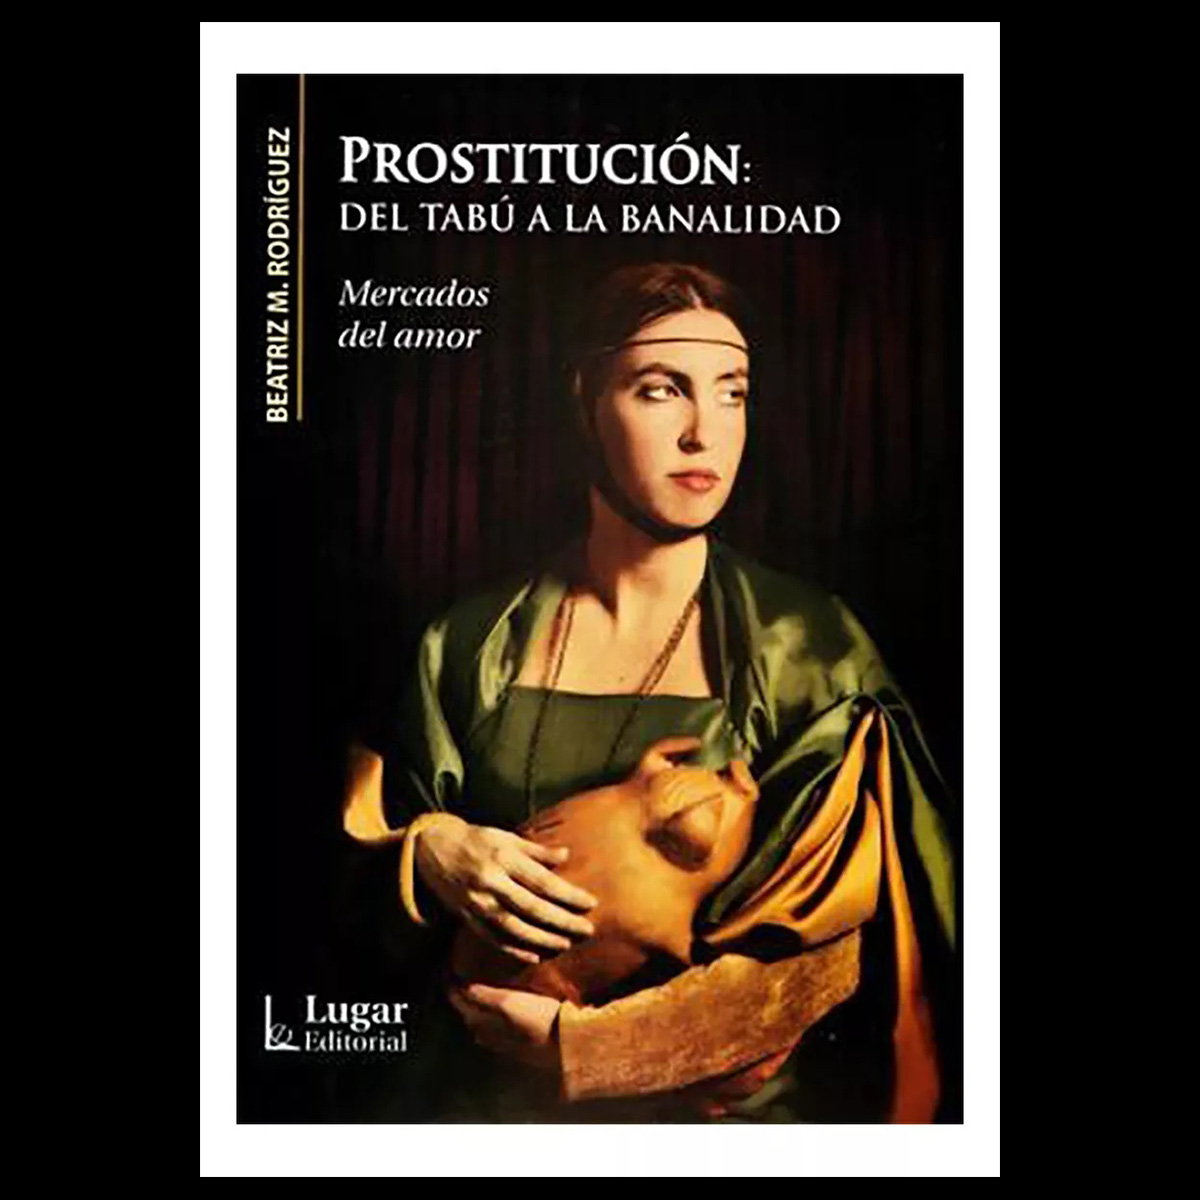 BEATRIZ M. RODRÍGUEZ
PROSTITUCIÓN:
DEL TABÚ A LA BANALIDAD
Mercados
del amor
Lugar
Editorial